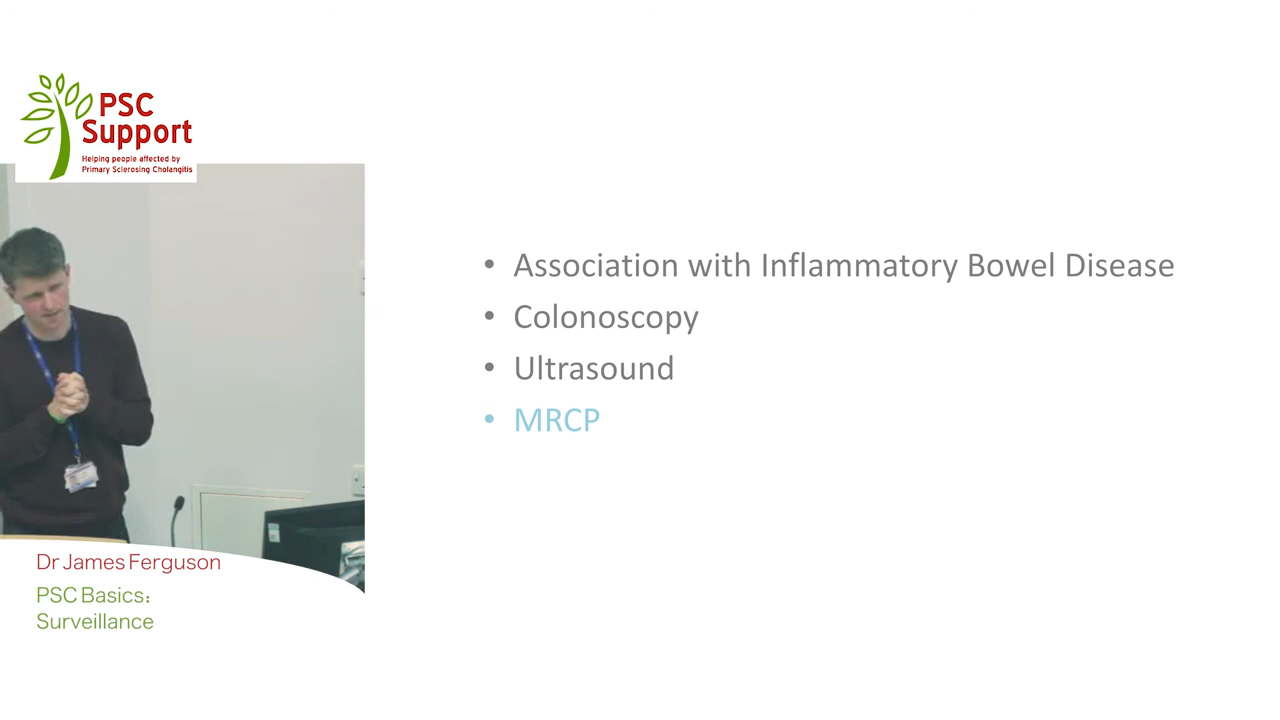 PSC
Support
Helping people affected by
Primary Sclerosing Cholangitis
• Association with Inflammatory Bowel Disease
• Colonoscopy
• Ultrasound
• MRCP
Dr James Ferguson
PSC Basics:
Surveillance